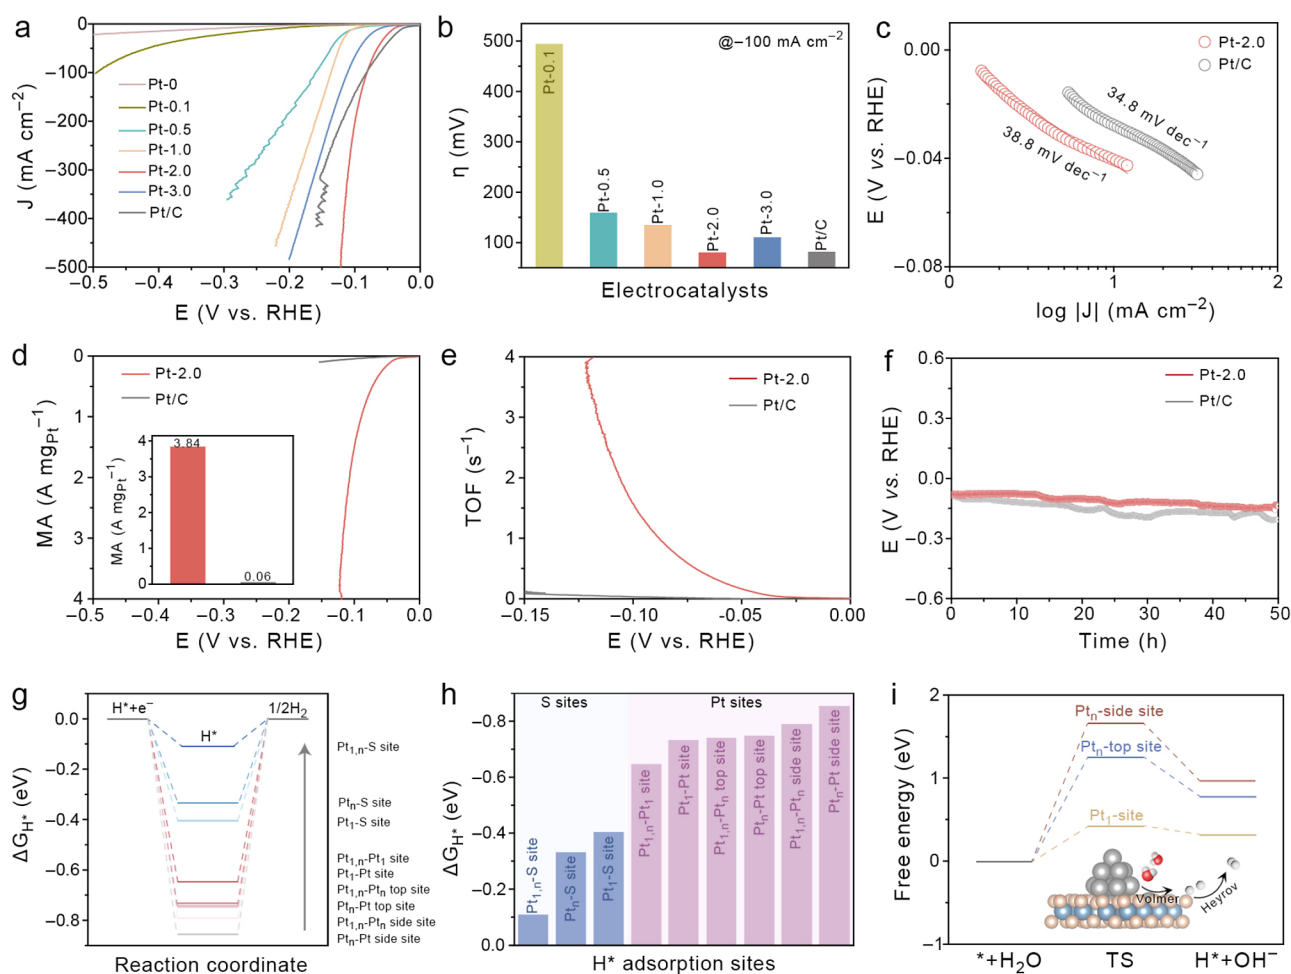 a
0
−100
−200
−300
−400
−500
J (mA cm−2)
Pt-0
Pt-0.1
Pt-0.5
Pt-1.0
Pt-2.0
Pt-3.0
Pt/C
−0.5 −0.4 −0.3 −0.2 −0.1 0.0
E (V vs. RHE)
b
500
400
300
200
100
η (mV)
@−100 mA cm−2
Pt-0.1
Pt-0.5
Pt-1.0
Pt-2.0
Pt-3.0
Pt/C
Electrocatalysts
c
0.00
−0.04
−0.08
E (V vs. RHE)
Pt-2.0
Pt/C
34.8 mV dec−1
38.8 mV dec−1
0 1 2
log |J| (mA cm−2)
d
0
1
2
3
4
MA (A mgPt−1)
Pt-2.0
Pt/C
4
3
2
1
0
MA (A mgPt−1)
3.84
0.06
−0.5 −0.4 −0.3 −0.2 −0.1 0.0
E (V vs. RHE)
e
4
3
2
1
0
TOF (s−1)
Pt-2.0
Pt/C
−0.15 −0.10 -0.05 0.00
E (V vs. RHE)
f
0.6
0.3
0.0
−0.3
−0.6
E (V vs. RHE)
Pt-2.0
Pt/C
0 10 20 30 40 50
Time (h)
g
0.0
−0.2
−0.4
−0.6
−0.8
ΔGH* (eV)
H*+e−
H*
1/2H2
Pt1,n-S site
Ptn-S site
Pt1-S site
Pt1,n-Pt1 site
Pt1-Pt site
Pt1,n-Ptn top site
Ptn-Pt top site
Pt1,n-Ptn side site
Ptn-Pt side site
Reaction coordinate
h
−0.8
−0.6
−0.4
−0.2
0.0
ΔGH* (eV)
S sites
Pt sites
Pt1,n-S site
Ptn-S site
Pt1-S site
Pt1,n-Pt1 site
Pt1-Pt site
Pt1,n-Ptn top site
Ptn-Pt top site
Pt1,n-Ptn side site
Ptn-Pt side site
H* adsorption sites
i
2
1
0
−1
Free energy (eV)
Ptn-side site
Ptn-top site
Pt1-site
Volmer
Heyrov
*+H2O TS H*+OH−